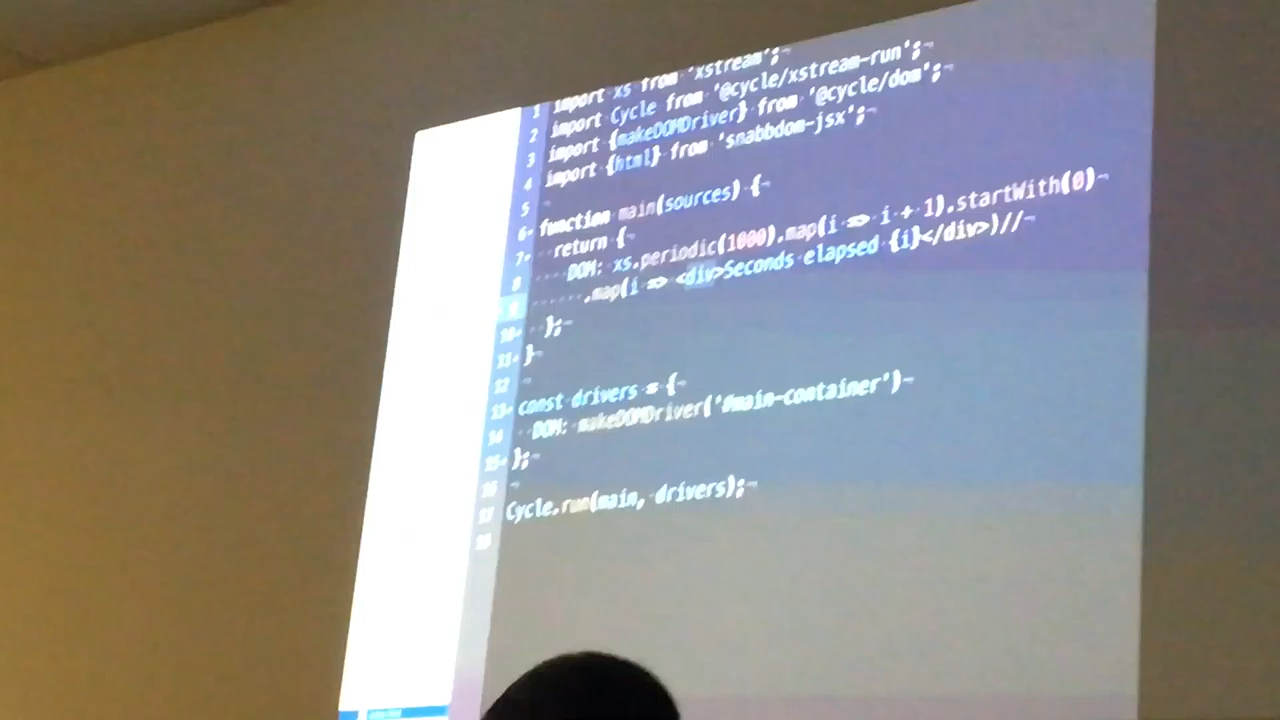 1 import xs from 'xstream';
2 import Cycle from '@cycle/xstream-run';
3 import {makeDOMDriver} from '@cycle/dom';
4 import {html} from 'snabbdom-jsx';
5
6 function main(sources) {
7 return {
8 DOM: xs.periodic(1000).map(i => i + 1).startWith(0)
9 .map(i => <div>Seconds elapsed {i}</div>)//
10 };
11 }
12
13 const drivers = {
14 DOM: makeDOMDriver('#main-container')
15 };
16
17 Cycle.run(main, drivers);
18